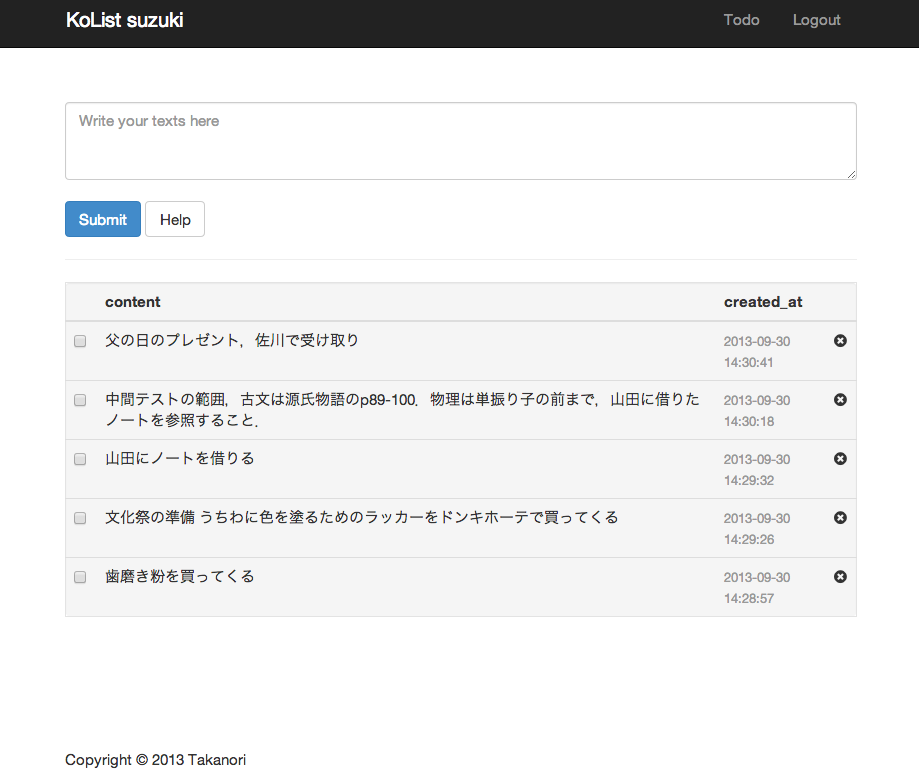 KoList suzuki Todo Logout
Write your texts here
Submit Help
content created_at
父の日のプレゼント，佐川で受け取り 2013-09-30
14:30:41
中間テストの範囲，古文は源氏物語のp89-100．物理は単振り子の前まで，山田に借りた 2013-09-30
ノートを参照すること． 14:30:18
山田にノートを借りる 2013-09-30
14:29:32
文化祭の準備 うちわに色を塗るためのラッカーをドンキホーテで買ってくる 2013-09-30
14:29:26
歯磨き粉を買ってくる 2013-09-30
14:28:57
Copyright © 2013 Takanori